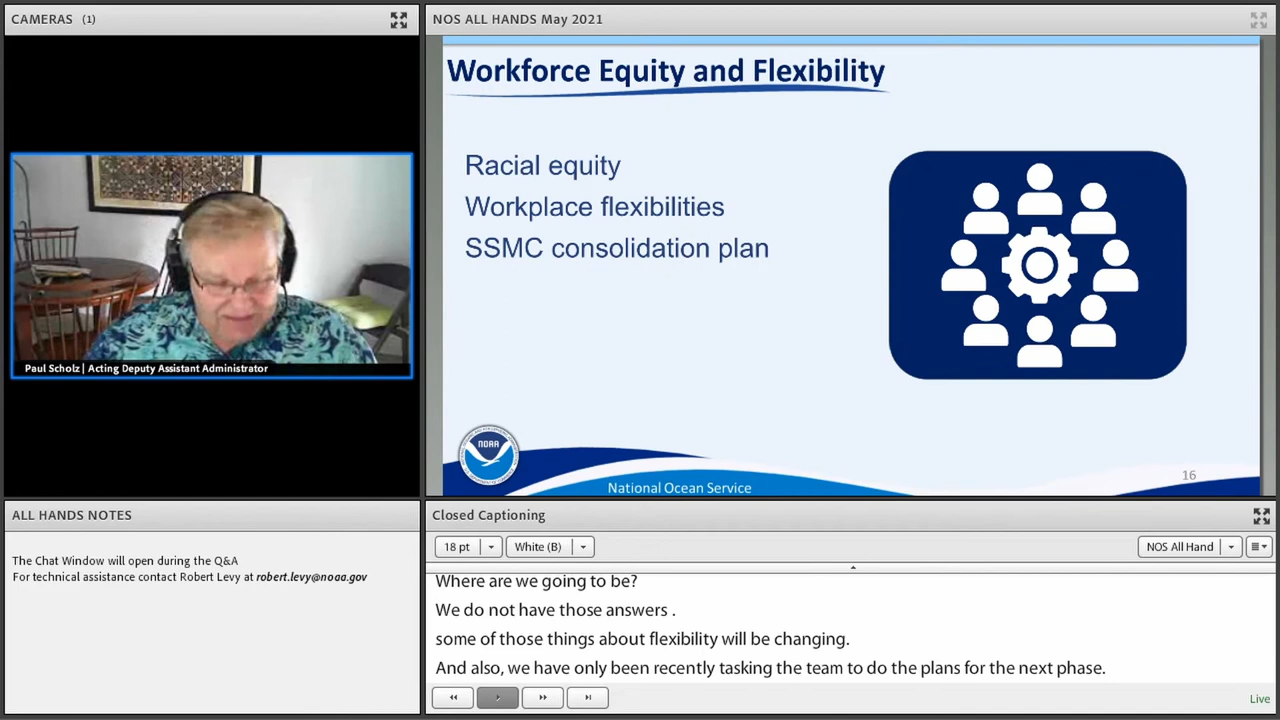 CAMERAS (1)
Paul Scholz | Acting Deputy Assistant Administrator
NOS ALL HANDS May 2021
Workforce Equity and Flexibility
Racial equity
Workplace flexibilities
SSMC consolidation plan
NOAA
National Ocean Service
16
ALL HANDS NOTES
The Chat Window will open during the Q&A
For technical assistance contact Robert Levy at robert.levy@noaa.gov
Closed Captioning
18 pt
White (B)
NOS All Hand
Where are we going to be?
We do not have those answers .
some of those things about flexibility will be changing.
And also, we have only been recently tasking the team to do the plans for the next phase.
Live